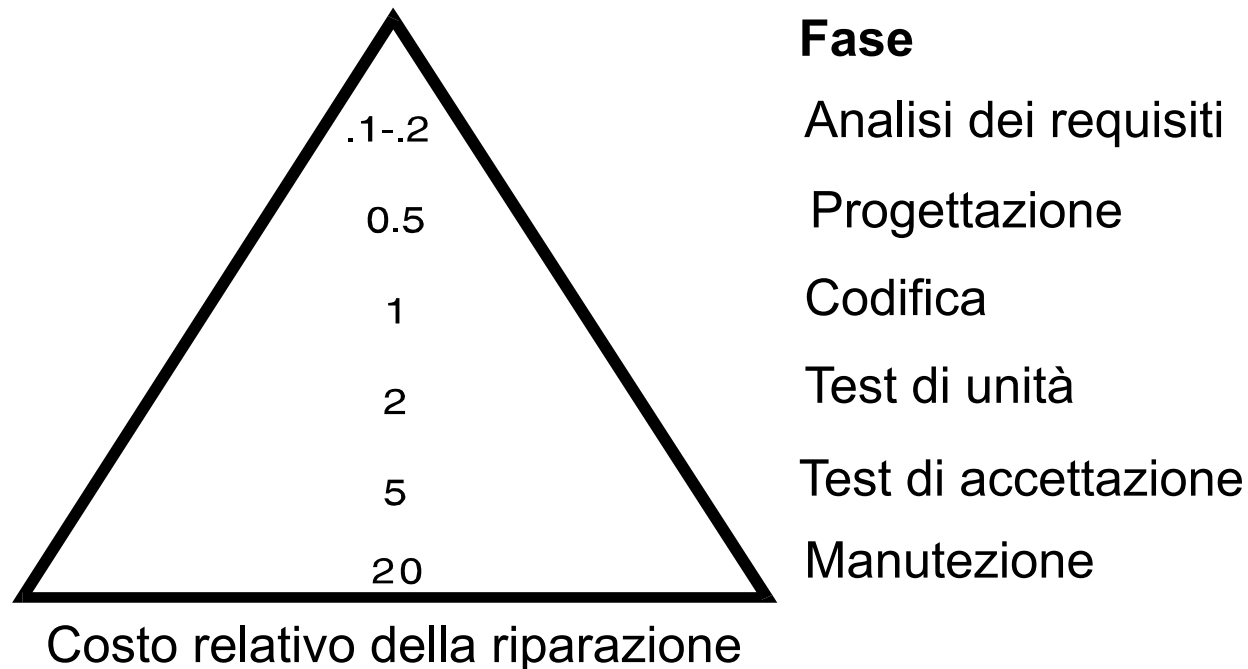 Fase
.1-.2 Analisi dei requisiti
0.5 Progettazione
1 Codifica
2 Test di unità
5 Test di accettazione
20 Manutezione
Costo relativo della riparazione